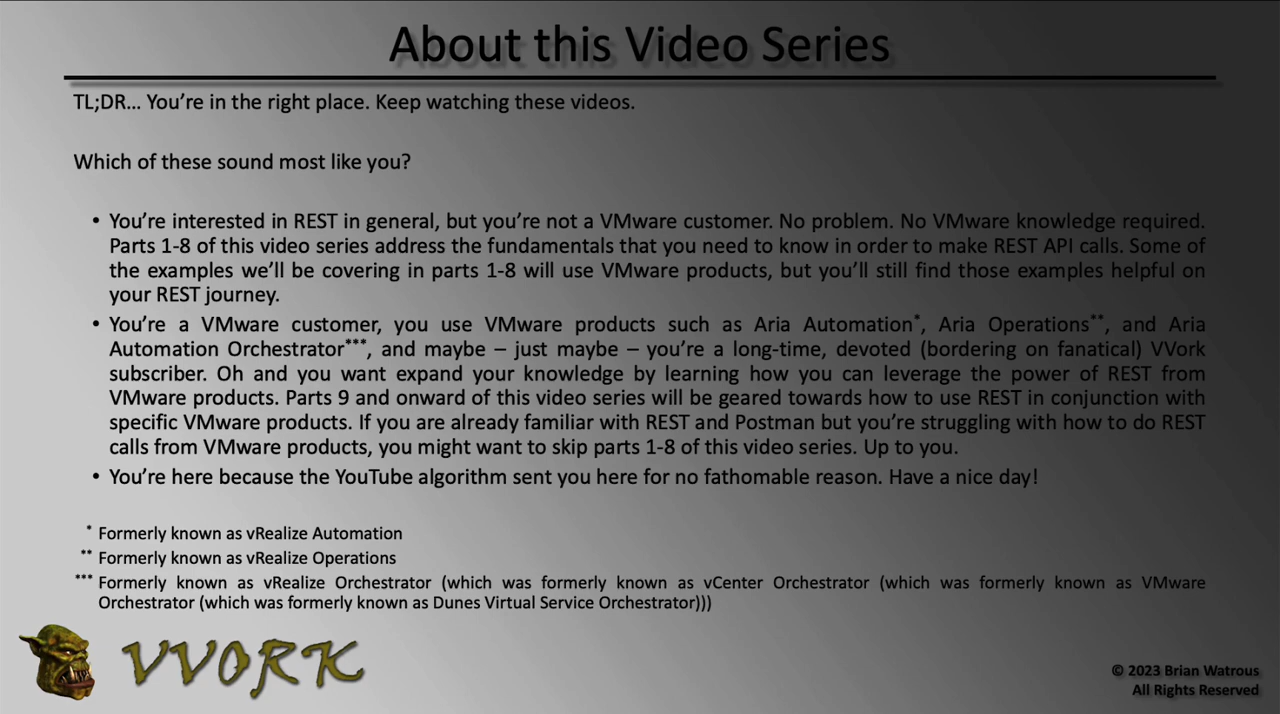 About this Video Series
TL;DR… You're in the right place. Keep watching these videos.
Which of these sound most like you?
• You're interested in REST in general, but you're not a VMware customer. No problem. No VMware knowledge required.
Parts 1-8 of this video series address the fundamentals that you need to know in order to make REST API calls. Some of
the examples we'll be covering in parts 1-8 will use VMware products, but you'll still find those examples helpful on
your REST journey.
• You're a VMware customer, you use VMware products such as Aria Automation*, Aria Operations**, and Aria
Automation Orchestrator***, and maybe – just maybe – you're a long-time, devoted (bordering on fanatical) VVork
subscriber. Oh and you want expand your knowledge by learning how you can leverage the power of REST from
VMware products. Parts 9 and onward of this video series will be geared towards how to use REST in conjunction with
specific VMware products. If you are already familiar with REST and Postman but you're struggling with how to do REST
calls from VMware products, you might want to skip parts 1-8 of this video series. Up to you.
• You're here because the YouTube algorithm sent you here for no fathomable reason. Have a nice day!
* Formerly known as vRealize Automation
** Formerly known as vRealize Operations
*** Formerly known as vRealize Orchestrator (which was formerly known as vCenter Orchestrator (which was formerly known as VMware
Orchestrator (which was formerly known as Dunes Virtual Service Orchestrator)))
VVORK
© 2023 Brian Watrous
All Rights Reserved